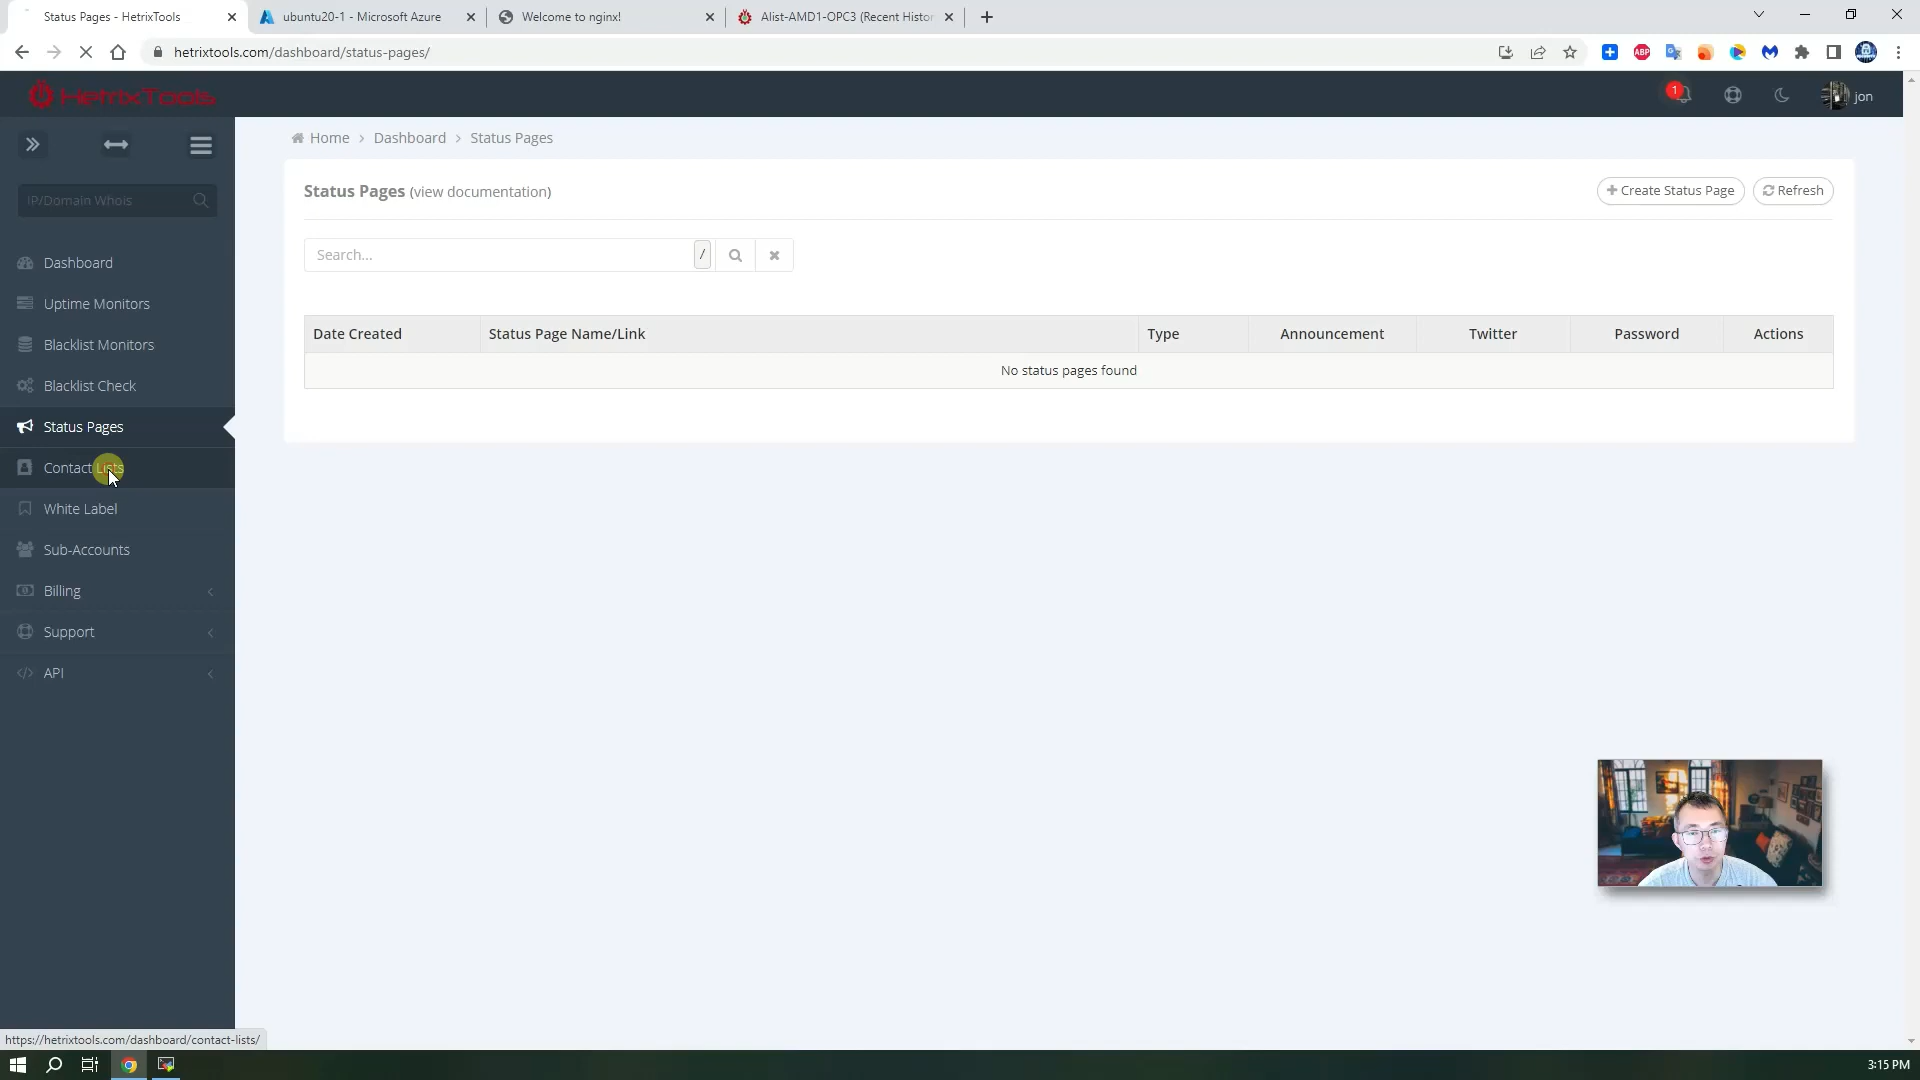 Status Pages - HetrixTools
ubuntu20-1 - Microsoft Azure
Welcome to nginx!
Alist-AMD1-OPC3 (Recent Histor
hetrixtools.com/dashboard/status-pages/
ABP
HetrixTools
1
jon
Home > Dashboard > Status Pages
IP/Domain Whois
Status Pages (view documentation)
+ Create Status Page
Refresh
Search...
/
Dashboard
Uptime Monitors
Blacklist Monitors
Blacklist Check
Status Pages
Contact Lists
White Label
Sub-Accounts
Billing
Support
API
Date Created
Status Page Name/Link
Type
Announcement
Twitter
Password
Actions
No status pages found
https://hetrixtools.com/dashboard/contact-lists/
3:15 PM